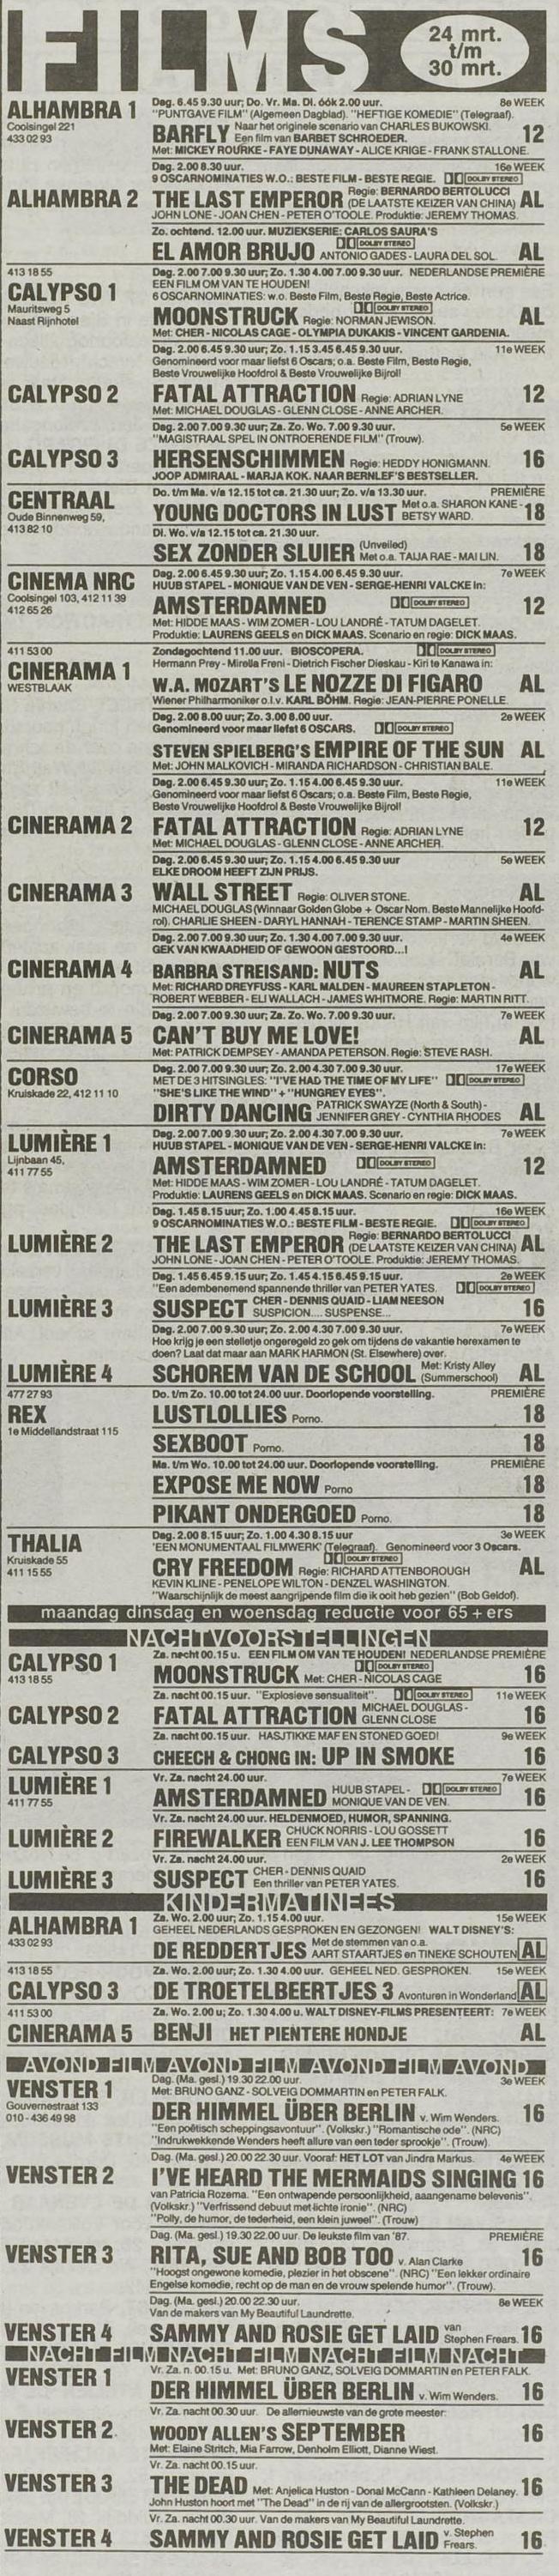 FILMS
24 mrt.
t/m
30 mrt.
ALHAMBRA 1
Coolsingel 221
433 02 93
Dag. 6.45 9.30 uur; Do. Vr. Ma. Di. óók 2.00 uur. 8e WEEK
"PUNTGAVE FILM" (Algemeen Dagblad). "HEFTIGE KOMEDIE" (Telegraaf).
BARFLY Naar het originele scenario van CHARLES BUKOWSKI. 12
Een film van BARBET SCHROEDER.
Met: MICKEY ROURKE - FAYE DUNAWAY - ALICE KRIGE - FRANK STALLONE.
ALHAMBRA 2
Dag. 2.00 8.30 uur. 16e WEEK
9 OSCARNOMINATIES W.O.: BESTE FILM - BESTE REGIE. DOLBY STEREO
THE LAST EMPEROR Regie: BERNARDO BERTOLUCCI AL
(DE LAATSTE KEIZER VAN CHINA)
JOHN LONE - JOAN CHEN - PETER O'TOOLE. Produktie: JEREMY THOMAS.
Zo. ochtend. 12.00 uur. MUZIEKSERIE: CARLOS SAURA'S
DOLBY STEREO
EL AMOR BRUJO ANTONIO GADES - LAURA DEL SOL. AL
413 18 55
CALYPSO 1
Mauritsweg 5
Naast Rijnhotel
Dag. 2.00 7.00 9.30 uur; Zo. 1.30 4.00 7.00 9.30 uur. NEDERLANDSE PREMIÈRE
EEN FILM OM VAN TE HOUDEN!
6 OSCARNOMINATIES: w.o. Beste Film, Beste Regie, Beste Actrice.
DOLBY STEREO
MOONSTRUCK Regie: NORMAN JEWISON. AL
Met: CHER - NICOLAS CAGE - OLYMPIA DUKAKIS - VINCENT GARDENIA.
Dag. 2.00 6.45 9.30 uur; Zo. 1.15 3.45 6.45 9.30 uur. 11e WEEK
Genomineerd voor maar liefst 6 Oscars; o.a. Beste Film, Beste Regie,
Beste Vrouwelijke Hoofdrol & Beste Vrouwelijke Bijrol!
CALYPSO 2 FATAL ATTRACTION Regie: ADRIAN LYNE 12
Met: MICHAEL DOUGLAS - GLENN CLOSE - ANNE ARCHER.
Dag. 2.00 7.00 9.30 uur; Za. Zo. Wo. 7.00 9.30 uur. 5e WEEK
"MAGISTRAAL SPEL IN ONTROERENDE FILM" (Trouw).
CALYPSO 3 HERSENSCHIMMEN Regie: HEDDY HONIGMANN. 16
JOOP ADMIRAAL - MARJA KOK. NAAR BERNLEF'S BESTSELLER.
CENTRAAL
Oude Binnenweg 59,
413 82 10
Do. t/m Ma. v/a 12.15 tot ca. 21.30 uur; Zo. v/a 13.30 uur. PREMIÈRE
YOUNG DOCTORS IN LUST Met o.a. SHARON KANE - 18
BETSY WARD.
Di. Wo. v/a 12.15 tot ca. 21.30 uur.
SEX ZONDER SLUIER (Unveiled) 18
Met o.a. TAIJA RAE - MAI LIN.
CINEMA NRC
Coolsingel 103, 412 11 39
412 65 26
Dag. 2.00 6.45 9.30 uur; Zo. 1.15 4.00 6.45 9.30 uur. 7e WEEK
HUUB STAPEL - MONIQUE VAN DE VEN - SERGE-HENRI VALCKE in:
AMSTERDAMNED DOLBY STEREO 12
Met: HIDDE MAAS - WIM ZOMER - LOU LANDRÉ - TATUM DAGELET.
Produktie: LAURENS GEELS en DICK MAAS. Scenario en regie: DICK MAAS.
411 53 00
CINERAMA 1
WESTBLAAK
Zondagochtend 11.00 uur. BIOSCOPERA. DOLBY STEREO
Hermann Prey - Mirella Freni - Dietrich Fischer Dieskau - Kiri te Kanawa in:
W.A. MOZART'S LE NOZZE DI FIGARO AL
Wiener Philharmoniker o.l.v. KARL BÖHM. Regie: JEAN-PIERRE PONELLE.
Dag. 2.00 8.00 uur; Zo. 3.00 8.00 uur. 2e WEEK
Genomineerd voor maar liefst 6 OSCARS. DOLBY STEREO
STEVEN SPIELBERG'S EMPIRE OF THE SUN AL
Met: JOHN MALKOVICH - MIRANDA RICHARDSON - CHRISTIAN BALE.
Dag. 2.00 6.45 9.30 uur; Zo. 1.15 4.00 6.45 9.30 uur. 11e WEEK
Genomineerd voor maar liefst 6 Oscars; o.a. Beste Film, Beste Regie,
Beste Vrouwelijke Hoofdrol & Beste Vrouwelijke Bijrol!
CINERAMA 2 FATAL ATTRACTION Regie: ADRIAN LYNE 12
Met: MICHAEL DOUGLAS - GLENN CLOSE - ANNE ARCHER.
Dag. 2.00 6.45 9.30 uur; Zo. 1.15 4.00 6.45 9.30 uur 5e WEEK
ELKE DROOM HEEFT ZIJN PRIJS.
CINERAMA 3 WALL STREET Regie: OLIVER STONE. AL
MICHAEL DOUGLAS (Winnaar Golden Globe + Oscar Nom. Beste Mannelijke Hoofd-
rol). CHARLIE SHEEN - DARYL HANNAH - TERENCE STAMP - MARTIN SHEEN.
Dag. 2.00 7.00 9.30 uur; Zo. 1.30 4.00 7.00 9.30 uur. 4e WEEK
GEK VAN KWAADHEID OF GEWOON GESTOORD...!
CINERAMA 4 BARBRA STREISAND: NUTS AL
Met: RICHARD DREYFUSS - KARL MALDEN - MAUREEN STAPLETON -
ROBERT WEBBER - ELI WALLACH - JAMES WHITMORE. Regie: MARTIN RITT.
Dag. 2.00 7.00 9.30 uur; Za. Zo. Wo. 7.00 9.30 uur. 7e WEEK
CINERAMA 5 CAN'T BUY ME LOVE! AL
Met: PATRICK DEMPSEY - AMANDA PETERSON. Regie: STEVE RASH.
CORSO
Kruiskade 22, 412 11 10
Dag. 2.00 7.00 9.30 uur; Zo. 2.00 4.30 7.00 9.30 uur. 17e WEEK
MET DE 3 HITSINGLES: "I'VE HAD THE TIME OF MY LIFE" DOLBY STEREO
"SHE'S LIKE THE WIND" + "HUNGREY EYES".
DIRTY DANCING PATRICK SWAYZE (North & South) - AL
JENNIFER GREY - CYNTHIA RHODES
LUMIÈRE 1
Lijnbaan 45,
411 77 55
Dag. 2.00 7.00 9.30 uur; Zo. 2.00 4.30 7.00 9.30 uur. 7e WEEK
HUUB STAPEL - MONIQUE VAN DE VEN - SERGE-HENRI VALCKE in:
AMSTERDAMNED DOLBY STEREO 12
Met: HIDDE MAAS - WIM ZOMER - LOU LANDRÉ - TATUM DAGELET.
Produktie: LAURENS GEELS en DICK MAAS. Scenario en regie: DICK MAAS.
Dag. 1.45 8.15 uur; Zo. 1.00 4.45 8.15 uur. 16e WEEK
9 OSCARNOMINATIES W.O.: BESTE FILM - BESTE REGIE. DOLBY STEREO
LUMIÈRE 2 THE LAST EMPEROR Regie: BERNARDO BERTOLUCCI AL
(DE LAATSTE KEIZER VAN CHINA)
JOHN LONE - JOAN CHEN - PETER O'TOOLE. Produktie: JEREMY THOMAS.
Dag. 1.45 6.45 9.15 uur; Zo. 1.45 4.15 6.45 9.15 uur. 2e WEEK
"Een adembenemend spannende thriller van PETER YATES. DOLBY STEREO
LUMIÈRE 3 SUSPECT CHER - DENNIS QUAID - LIAM NEESON 16
SUSPICION.... SUSPENSE...
Dag. 2.00 7.00 9.30 uur; Zo. 2.00 4.30 7.00 9.30 uur. 7e WEEK
Hoe krijg je een stelletje ongeregeld zo gek om tijdens de vakantie herexamen te
doen? Laat dat maar aan MARK HARMON (St. Elsewhere) over.
LUMIÈRE 4 SCHOREM VAN DE SCHOOL Met: Kristy Alley AL
(Summerschool)
477 27 93
REX
1e Middellandstraat 115
Do. t/m Zo. 10.00 tot 24.00 uur. Doorlopende voorstelling. PREMIÈRE
LUSTLOLLIES Porno. 18
SEXBOOT Porno. 18
Ma. t/m Wo. 10.00 tot 24.00 uur. Doorlopende voorstelling. PREMIÈRE
EXPOSE ME NOW Porno 18
PIKANT ONDERGOED Porno. 18
THALIA
Kruiskade 55
411 15 55
Dag. 2.00 8.15 uur; Zo. 1.00 4.30 8.15 uur 3e WEEK
'EEN MONUMENTAAL FILMWERK' (Telegraaf). Genomineerd voor 3 Oscars.
DOLBY STEREO
CRY FREEDOM Regie: RICHARD ATTENBOROUGH AL
KEVIN KLINE - PENELOPE WILTON - DENZEL WASHINGTON.
"Waarschijnlijk de meest aangrijpende film die ik ooit heb gezien" (Bob Geldof).
maandag dinsdag en woensdag reductie voor 65 + ers
NACHTVOORSTELLINGEN
CALYPSO 1
413 18 55
Za. nacht 00.15 u. EEN FILM OM VAN TE HOUDEN! NEDERLANDSE PREMIÈRE
DOLBY STEREO
MOONSTRUCK Met: CHER - NICOLAS CAGE 16
Za. nacht 00.15 uur. "Explosieve sensualiteit". DOLBY STEREO 11e WEEK
CALYPSO 2 FATAL ATTRACTION MICHAEL DOUGLAS - 16
GLENN CLOSE
Za. nacht 00.15 uur. HASJTIKKE MAF EN STONED GOED! 9e WEEK
CALYPSO 3 CHEECH & CHONG IN: UP IN SMOKE 16
LUMIÈRE 1
411 77 55
Vr. Za. nacht 24.00 uur. 7e WEEK
AMSTERDAMNED HUUB STAPEL - DOLBY STEREO 16
MONIQUE VAN DE VEN.
Vr. Za. nacht 24.00 uur. HELDENMOED, HUMOR, SPANNING.
LUMIÈRE 2 FIREWALKER CHUCK NORRIS - LOU GOSSETT 16
EEN FILM VAN J. LEE THOMPSON
Vr. Za. nacht 24.00 uur. 2e WEEK
LUMIÈRE 3 SUSPECT CHER - DENNIS QUAID 16
Een thriller van PETER YATES.
KINDERMATINEES
ALHAMBRA 1
433 02 93
Za. Wo. 2.00 uur; Zo. 1.15 4.00 uur. 15e WEEK
GEHEEL NEDERLANDS GESPROKEN EN GEZONGEN! WALT DISNEY'S:
DE REDDERTJES Met de stemmen van o.a. AL
AART STAARTJES en TINEKE SCHOUTEN
413 18 55
Za. Wo. 2.00 uur; Zo. 1.30 4.00 uur. GEHEEL NED. GESPROKEN. 15e WEEK
CALYPSO 3 DE TROETELBEERTJES 3 Avonturen in Wonderland AL
411 53 00
Za. Wo. 2.00 u; Zo. 1.30 4.00 u. WALT DISNEY-FILMS PRESENTEERT: 7e WEEK
CINERAMA 5 BENJI HET PIENTERE HONDJE AL
AVOND FILM AVOND FILM AVOND FILM AVOND
VENSTER 1
Gouvernestraat 133
010 - 436 49 98
Dag. (Ma. gesl.) 19.30 22.00 uur. 3e WEEK
Met: BRUNO GANZ - SOLVEIG DOMMARTIN en PETER FALK.
DER HIMMEL ÜBER BERLIN v. Wim Wenders. 16
"Een poëtisch scheppingsavontuur". (Volkskr.) "Romantische ode". (NRC)
"Indrukwekkende Wenders heeft allure van een teder sprookje". (Trouw).
Dag. (Ma. gesl.) 20.00 22.30 uur. Vooraf: HET LOT van Jindra Markus. 4e WEEK
VENSTER 2 I'VE HEARD THE MERMAIDS SINGING 16
van Patricia Rozema. "Een ontwapende persoonlijkheid, aaangename belevenis".
(Volkskr.) "Verfrissend debuut met lichte ironie". (NRC)
"Polly, de humor, de tederheid, een klein juweel". (Trouw)
Dag. (Ma. gesl.) 19.30 22.00 uur. De leukste film van '87. PREMIÈRE
VENSTER 3 RITA, SUE AND BOB TOO v. Alan Clarke 16
"Hoogst ongewone komedie, plezier in het obscene". (NRC) "Een lekker ordinaire
Engelse komedie, recht op de man en de vrouw spelende humor". (Trouw).
Dag. (Ma. gesl.) 20.00 22.30 uur. 8e WEEK
Van de makers van My Beautiful Laundrette.
VENSTER 4 SAMMY AND ROSIE GET LAID van Stephen Frears. 16
NACHT FILM NACHT FILM NACHT FILM NACHT
VENSTER 1
Vr. Za. n. 00.15 u. Met: BRUNO GANZ, SOLVEIG DOMMARTIN en PETER FALK.
DER HIMMEL ÜBER BERLIN v. Wim Wenders. 16
Vr. Za. nacht 00.30 uur. De allernieuwste van de grote meester:
VENSTER 2. WOODY ALLEN'S SEPTEMBER 16
Met: Elaine Stritch, Mia Farrow, Denholm Elliott, Dianne Wiest.
Vr. Za. nacht 00.15 uur.
VENSTER 3 THE DEAD Met: Anjelica Huston - Donal McCann - Kathleen Delaney. 16
John Huston hoort met "The Dead" in de rij van de allergrootsten. (Volkskr.)
Vr. Za. nacht 00.30 uur. Van de makers van My Beautiful Laundrette.
VENSTER 4 SAMMY AND ROSIE GET LAID v. Stephen Frears. 16